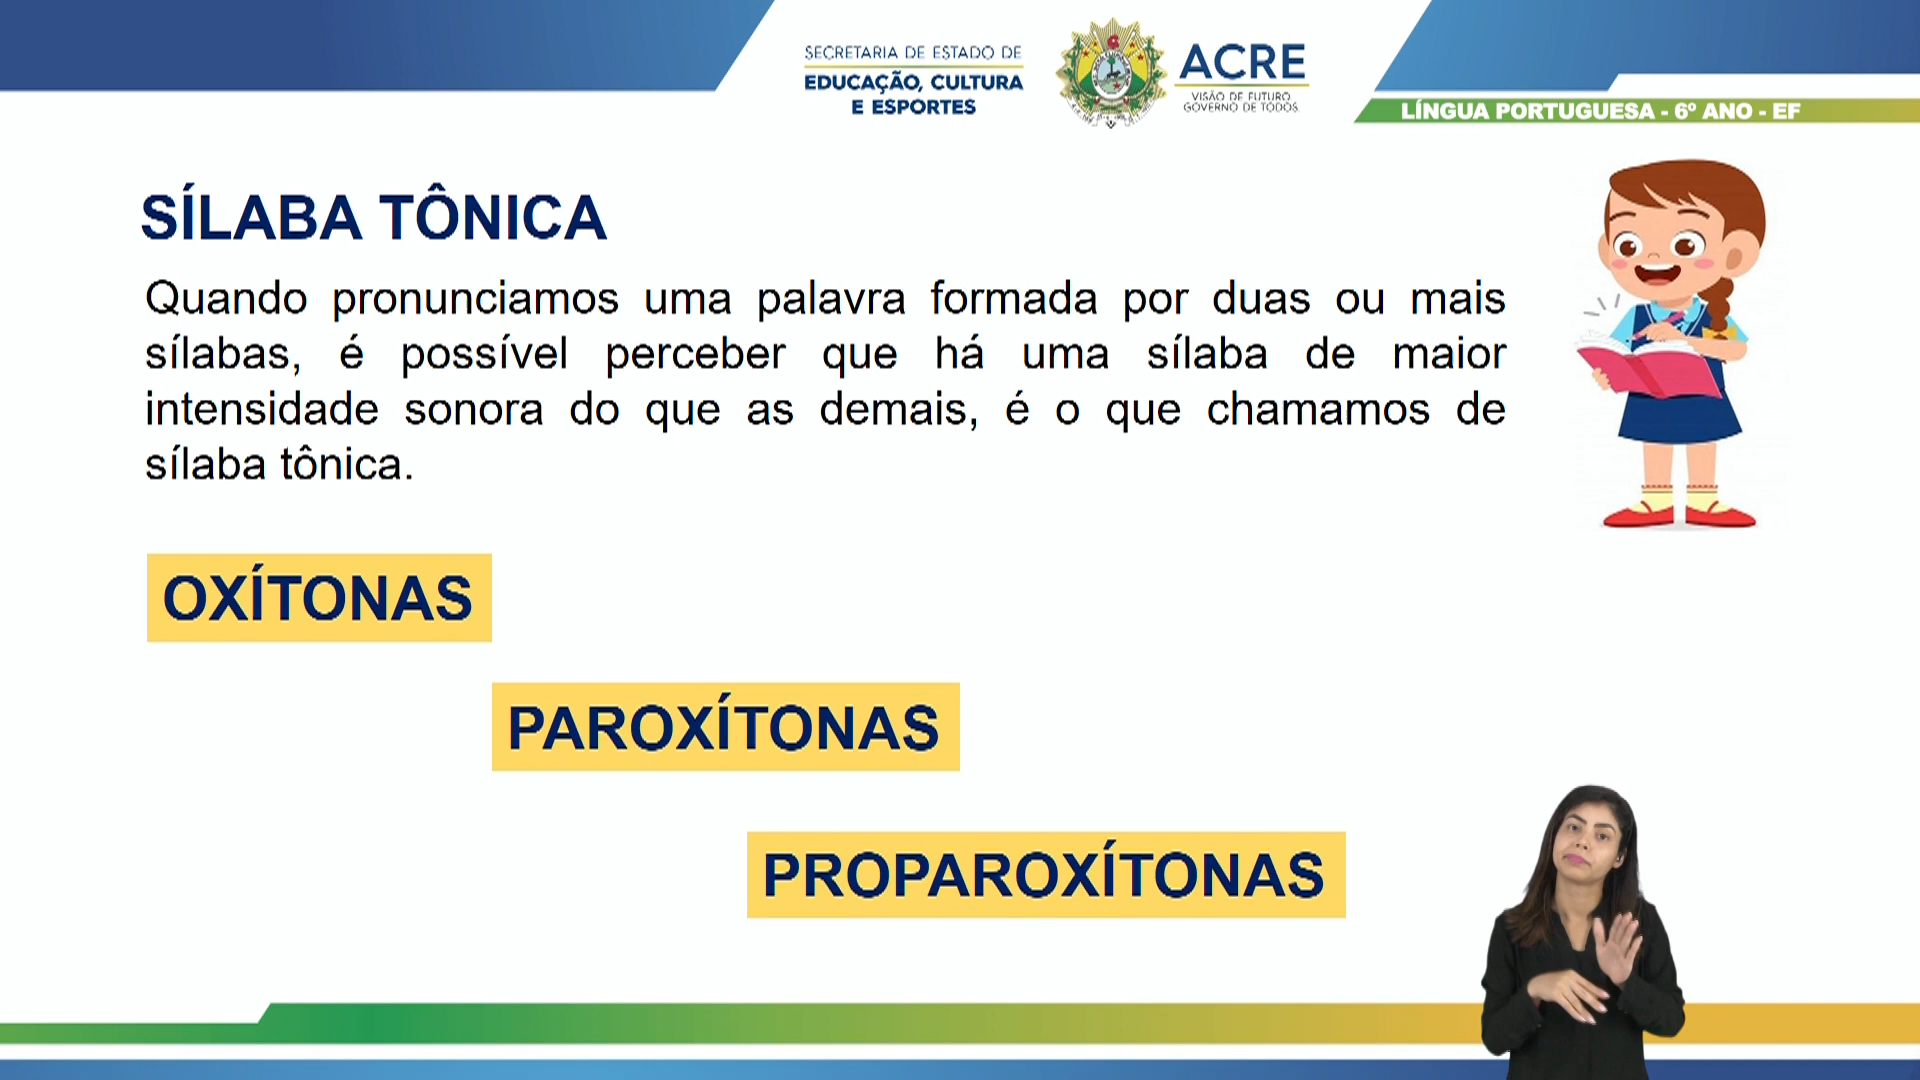 SECRETARIA DE ESTADO DE
EDUCAÇÃO, CULTURA
E ESPORTES
ACRE
VISÃO DE FUTURO.
GOVERNO DE TODOS.
LÍNGUA PORTUGUESA - 6º ANO - EF
SÍLABA TÔNICA
Quando pronunciamos uma palavra formada por duas ou mais
sílabas, é possível perceber que há uma sílaba de maior
intensidade sonora do que as demais, é o que chamamos de
sílaba tônica.
OXÍTONAS
PAROXÍTONAS
PROPAROXÍTONAS